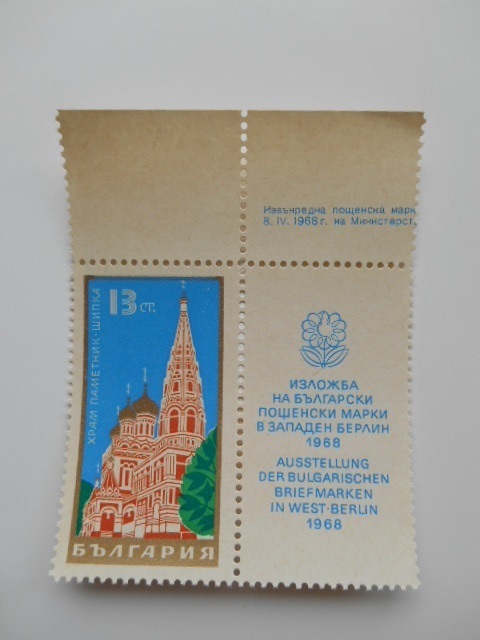 Извънредна пощенска марк
8. IV. 1968 г. на Министерст.
13 СТ.
ХРАМ ПАМЕТНИК·ШИПКА
БЪЛГАРИЯ
ИЗЛОЖБА
НА БЪЛГАРСКИ
ПОЩЕНСКИ МАРКИ
В ЗАПАДЕН БЕРЛИН
1968
AUSSTELLUNG
DER BULGARISCHEN
BRIEFMARKEN
IN WEST-BERLIN
1968